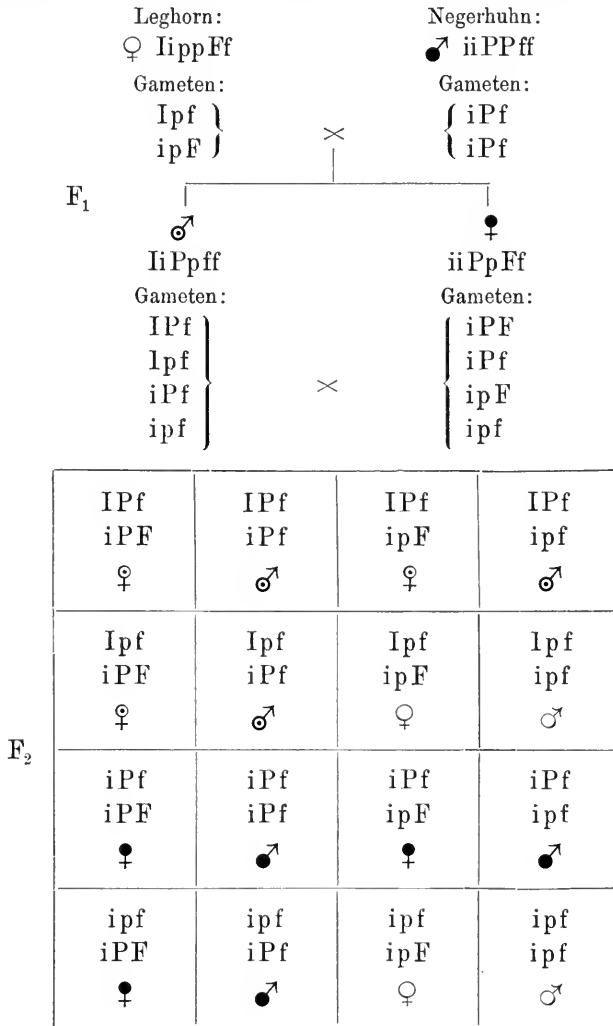 Leghorn: Negerhuhn:
♀ IippFf ♂ iiPPff
Gameten: Gameten:
Ipf } { iPf
ipF } × { iPf
F₁
♂ ♀
IiPpff iiPpFf
Gameten: Gameten:
IPf iPF
Ipf iPf
iPf × ipF
ipf ipf
IPf IPf IPf IPf
iPF iPf ipF ipf
♀ ♂ ♀ ♂
Ipf Ipf Ipf Ipf
iPF iPf ipF ipf
♀ ♂ ♀ ♂
F₂
iPf iPf iPf iPf
iPF iPf ipF ipf
♀ ♂ ♀ ♂
ipf ipf ipf ipf
iPF iPf ipF ipf
♀ ♂ ♀ ♂